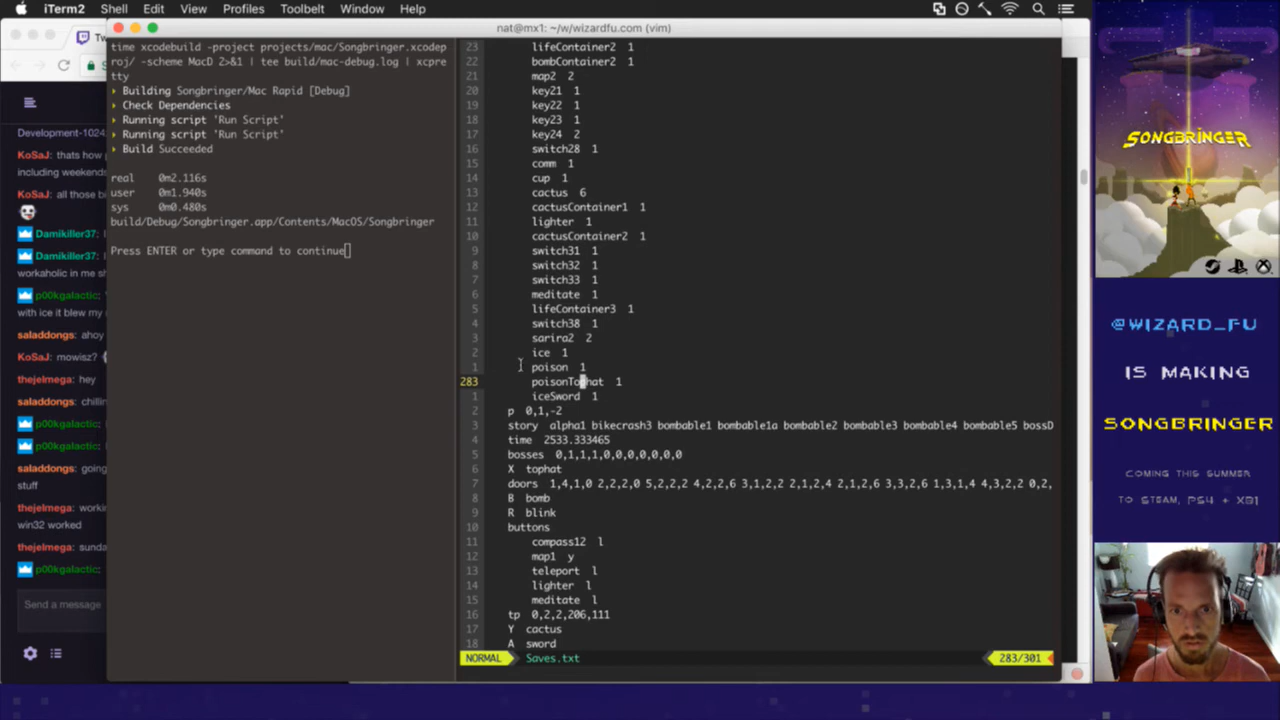 iTerm2 Shell Edit View Profiles Toolbelt Window Help
nat@mx1: ~/w/wizardfu.com (vim)
Tw
Development-1024
KoSaJ: thats how
including weekends
KoSaJ: all those bi
Damikiller37:
Damikiller37:
workaholic in me s
p00kgalactic:
with ice it blew my
saladdongs: ahoy
KoSaJ: mowisz?
thejelmega: hey
saladdongs: chillin
p00kgalactic:
p00kgalactic:
saladdongs: going
stuff
thejelmega: workin
win32 worked
thejelmega: sunda
p00kgalactic:
Send a message
time xcodebuild -project projects/mac/Songbringer.xcodep
roj/ -scheme MacD 2>&1 | tee build/mac-debug.log | xcpre
tty
Building Songbringer/Mac Rapid [Debug]
Check Dependencies
Running script 'Run Script'
Running script 'Run Script'
Build Succeeded
real 0m2.116s
user 0m1.940s
sys 0m0.480s
build/Debug/Songbringer.app/Contents/MacOS/Songbringer
Press ENTER or type command to continue
23 lifeContainer2 1
22 bombContainer2 1
21 map2 2
20 key21 1
19 key22 1
18 key23 1
17 key24 2
16 switch28 1
15 comm 1
14 cup 1
13 cactus 6
12 cactusContainer1 1
11 lighter 1
10 cactusContainer2 1
9 switch31 1
8 switch32 1
7 switch33 1
6 meditate 1
5 lifeContainer3 1
4 switch38 1
3 sarira2 2
2 ice 1
1 poison 1
283 poisonTophat 1
1 iceSword 1
2 p 0,1,-2
3 story alpha1 bikecrash3 bombable1 bombable1a bombable2 bombable3 bombable4 bombable5 bossD
4 time 2533.333465
5 bosses 0,1,1,1,0,0,0,0,0,0
6 X tophat
7 doors 1,4,1,0 2,2,2,0 5,2,2,2 4,2,2,6 3,1,2,2 2,1,2,4 2,1,2,6 3,3,2,6 1,3,1,4 4,3,2,2 0,2,
8 B bomb
9 R blink
10 buttons
11 compass12 l
12 map1 y
13 teleport l
14 lighter l
15 meditate l
16 tp 0,2,2,206,111
17 Y cactus
18 A sword
NORMAL Saves.txt 283/301
SONGBRINGER
@WIZARD_FU
IS MAKING
SONGBRINGER
COMING THIS SUMMER
TO STEAM, PS4 + XB1